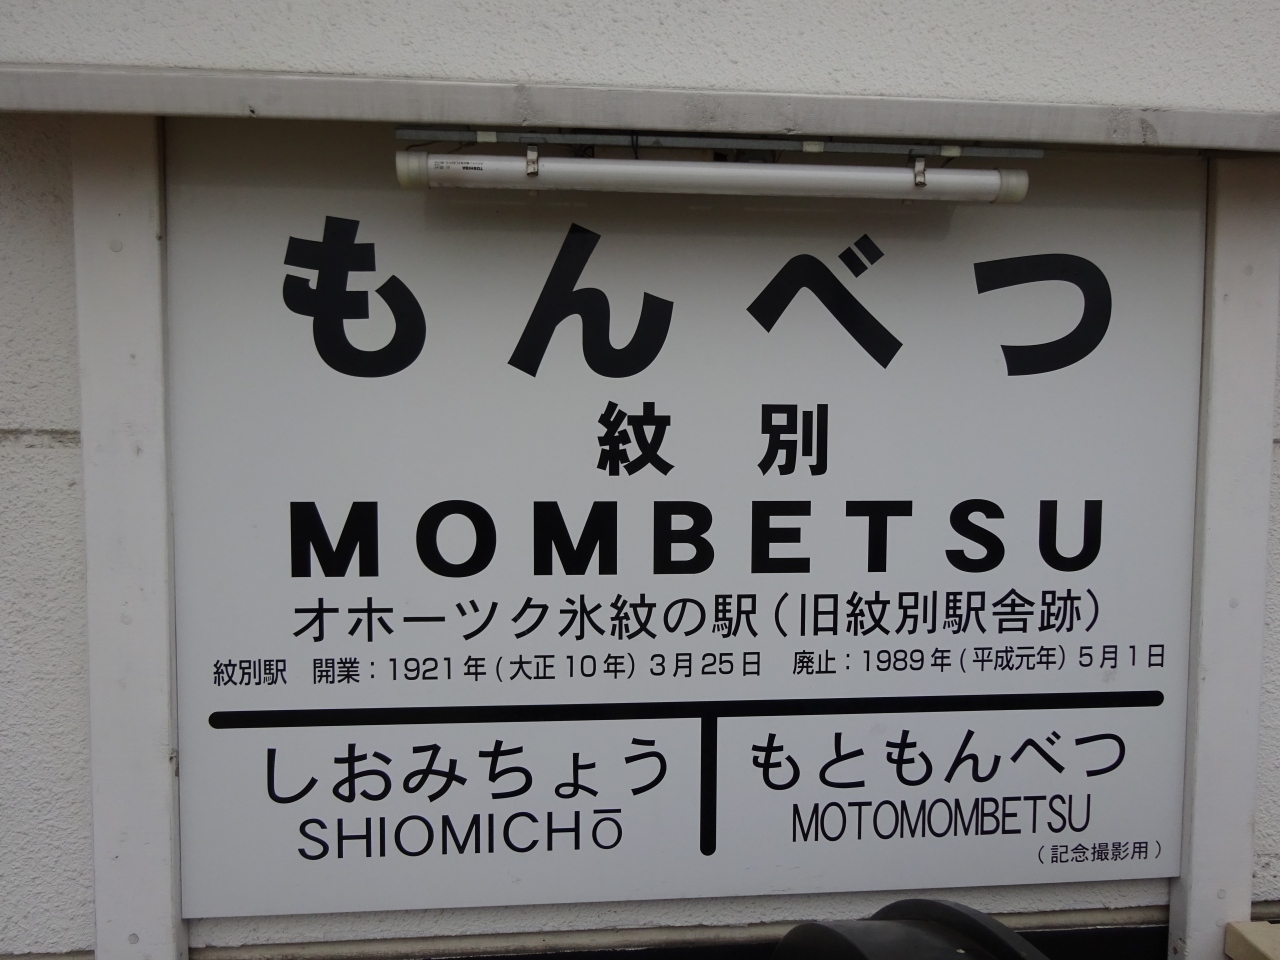 TOSHIBA
もんべつ
紋別
MOMBETSU
オホーツク氷紋の駅（旧紋別駅舎跡）
紋別駅 開業：1921年（大正10年）3月25日 廃止：1989年（平成元年）5月1日
しおみちょう
SHIOMICHŌ
もともんべつ
MOTOMOMBETSU
（記念撮影用）